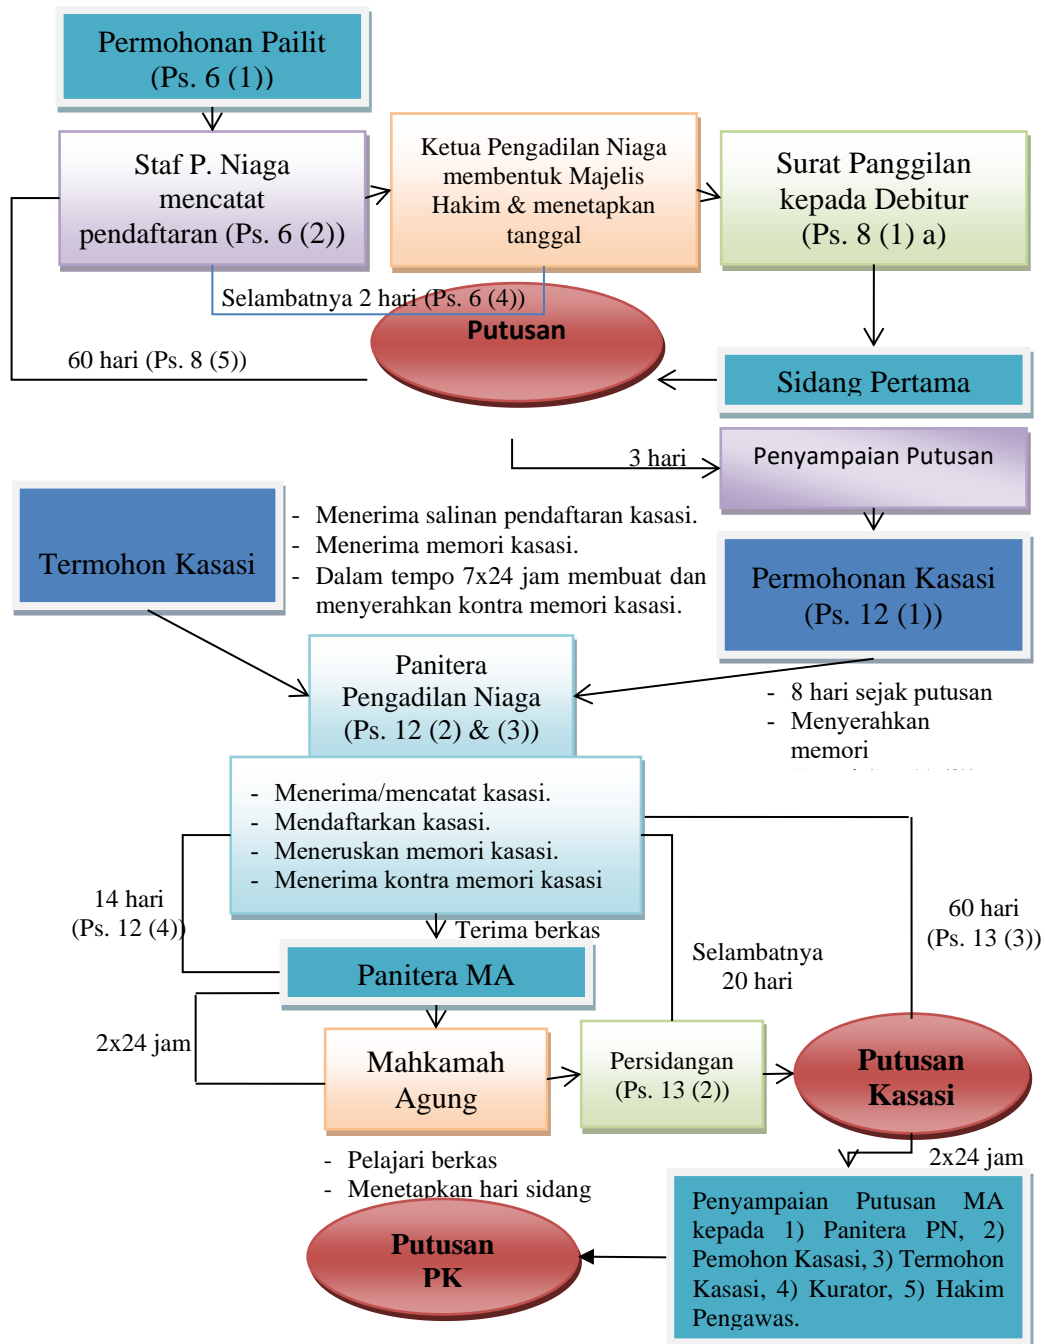 Permohonan Pailit
(Ps. 6 (1))
Staf P. Niaga
mencatat
pendaftaran (Ps. 6 (2))
Ketua Pengadilan Niaga
membentuk Majelis
Hakim & menetapkan
tanggal
Surat Panggilan
kepada Debitur
(Ps. 8 (1) a)
Selambatnya 2 hari (Ps. 6 (4))
Putusan
60 hari (Ps. 8 (5))
Sidang Pertama
3 hari
Penyampaian Putusan
Termohon Kasasi
- Menerima salinan pendaftaran kasasi.
- Menerima memori kasasi.
- Dalam tempo 7x24 jam membuat dan
menyerahkan kontra memori kasasi.
Permohonan Kasasi
(Ps. 12 (1))
Panitera
Pengadilan Niaga
(Ps. 12 (2) & (3))
- 8 hari sejak putusan
- Menyerahkan
memori
- Menerima/mencatat kasasi.
- Mendaftarkan kasasi.
- Meneruskan memori kasasi.
- Menerima kontra memori kasasi
14 hari
(Ps. 12 (4))
Terima berkas
Selambatnya
20 hari
60 hari
(Ps. 13 (3))
Panitera MA
2x24 jam
Mahkamah
Agung
Persidangan
(Ps. 13 (2))
Putusan
Kasasi
- Pelajari berkas
- Menetapkan hari sidang
2x24 jam
Putusan
PK
Penyampaian Putusan MA
kepada 1) Panitera PN, 2)
Pemohon Kasasi, 3) Termohon
Kasasi, 4) Kurator, 5) Hakim
Pengawas.